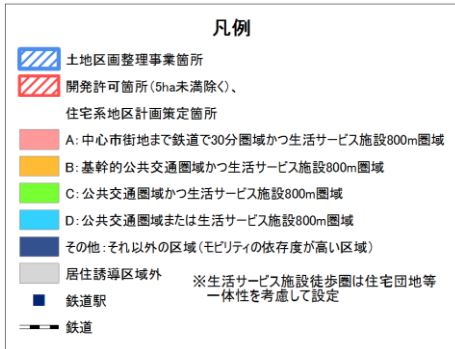 凡例
土地区画整理事業箇所
開発許可箇所(5ha未満除く)、
住宅系地区計画策定箇所
A:中心市街地まで鉄道で30分圏域かつ生活サービス施設800m圏域
B:基幹的公共交通圏域かつ生活サービス施設800m圏域
C:公共交通圏域かつ生活サービス施設800m圏域
D:公共交通圏域または生活サービス施設800m圏域
その他:それ以外の区域(モビリティの依存度が高い区域)
居住誘導区域外
※生活サービス施設徒歩圏は住宅団地等
一体性を考慮して設定
鉄道駅
鉄道